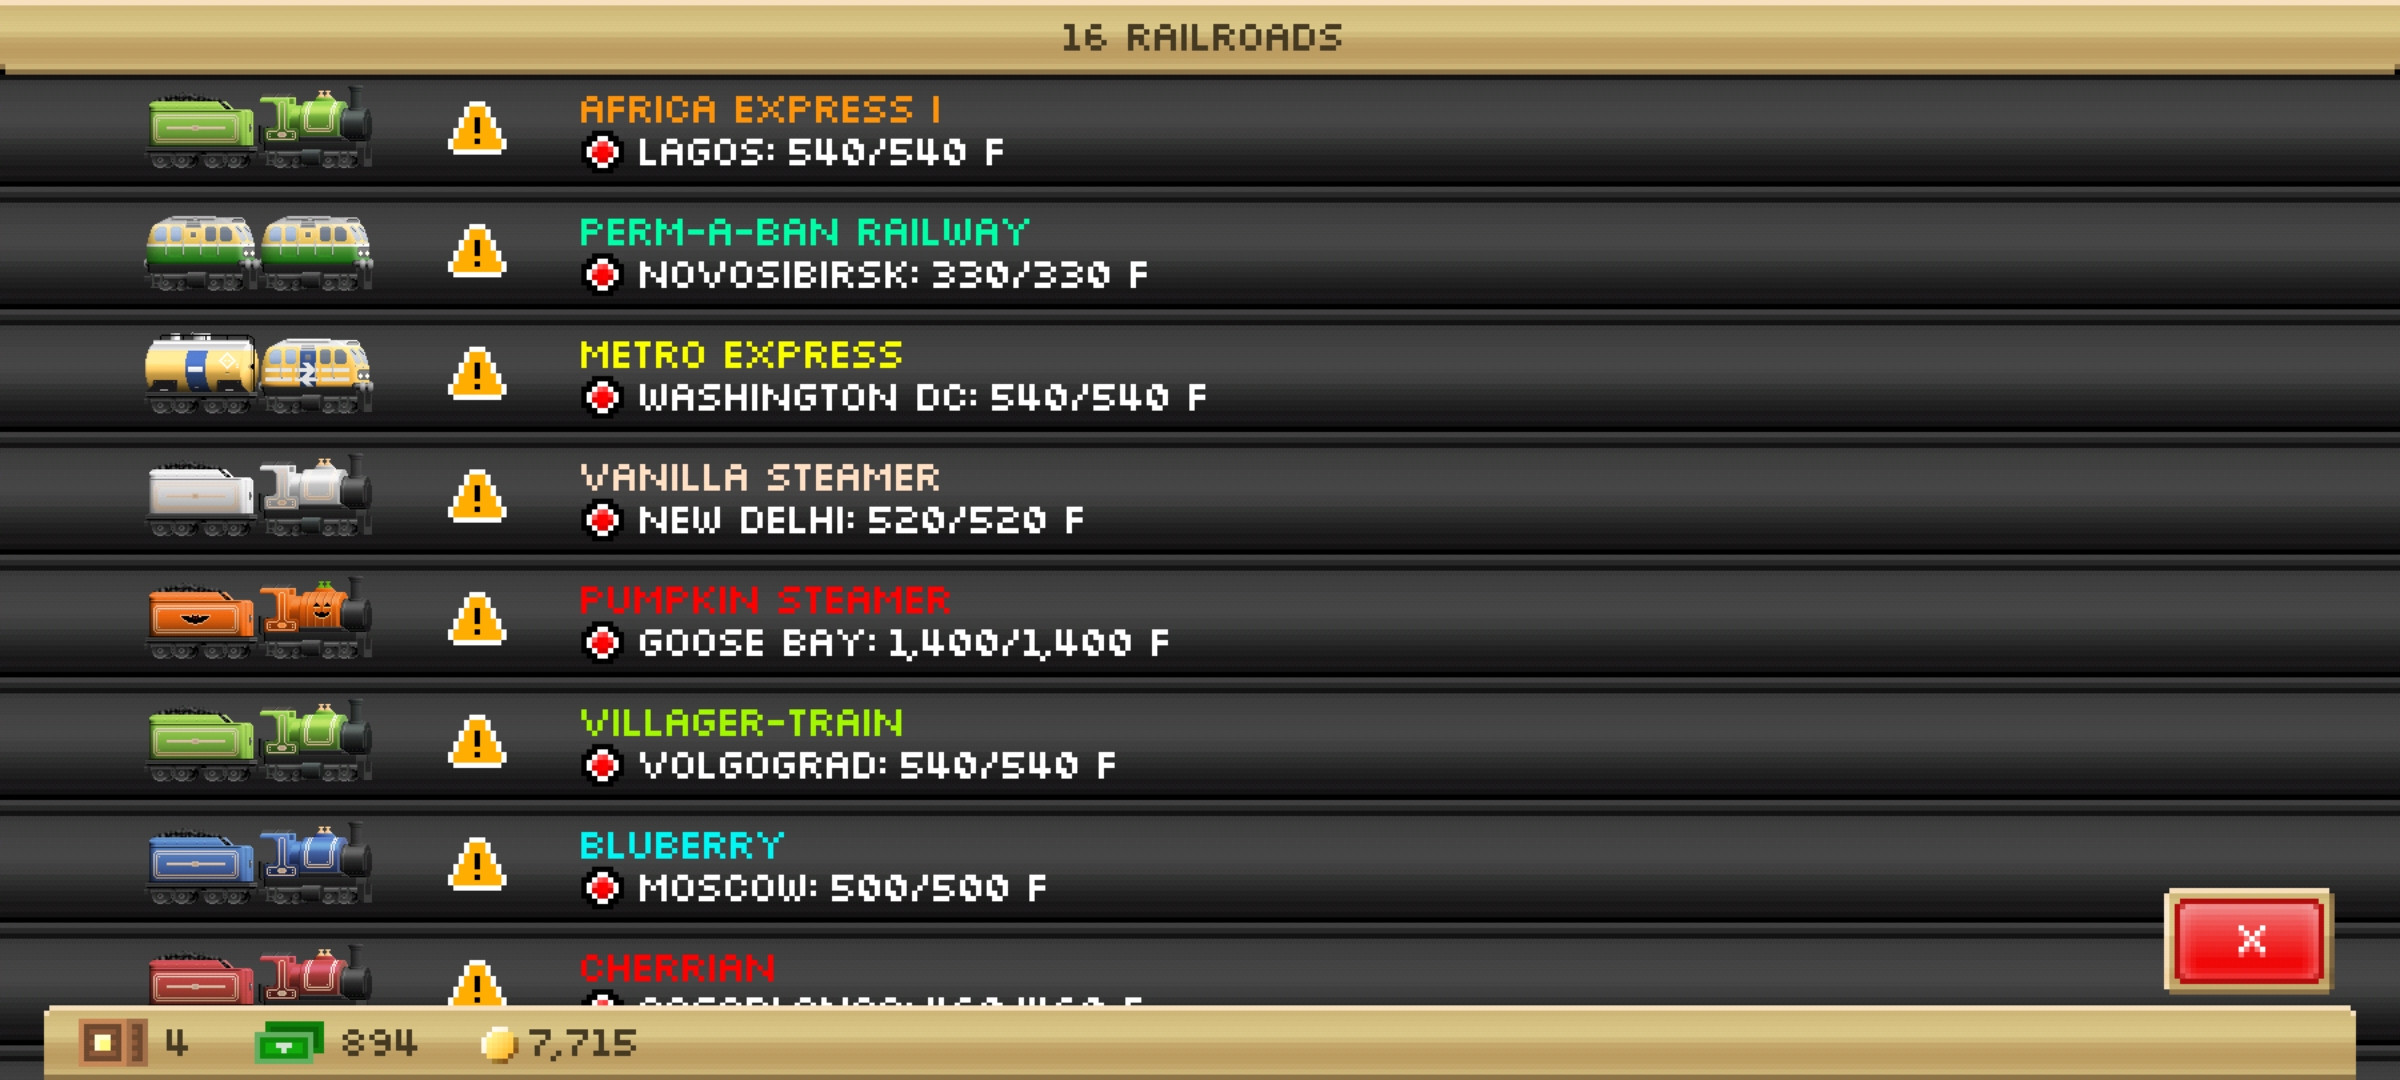 16 RAILROADS
AFRICA EXPRESS I
LAGOS: 540/540 F
PERM-A-BAN RAILWAY
NOVOSIBIRSK: 330/330 F
METRO EXPRESS
WASHINGTON DC: 540/540 F
VANILLA STEAMER
NEW DELHI: 520/520 F
PUMPKIN STEAMER
GOOSE BAY: 1,400/1,400 F
VILLAGER-TRAIN
VOLGOGRAD: 540/540 F
BLUBERRY
MOSCOW: 500/500 F
CHERRIAN
4 894 7,715
X